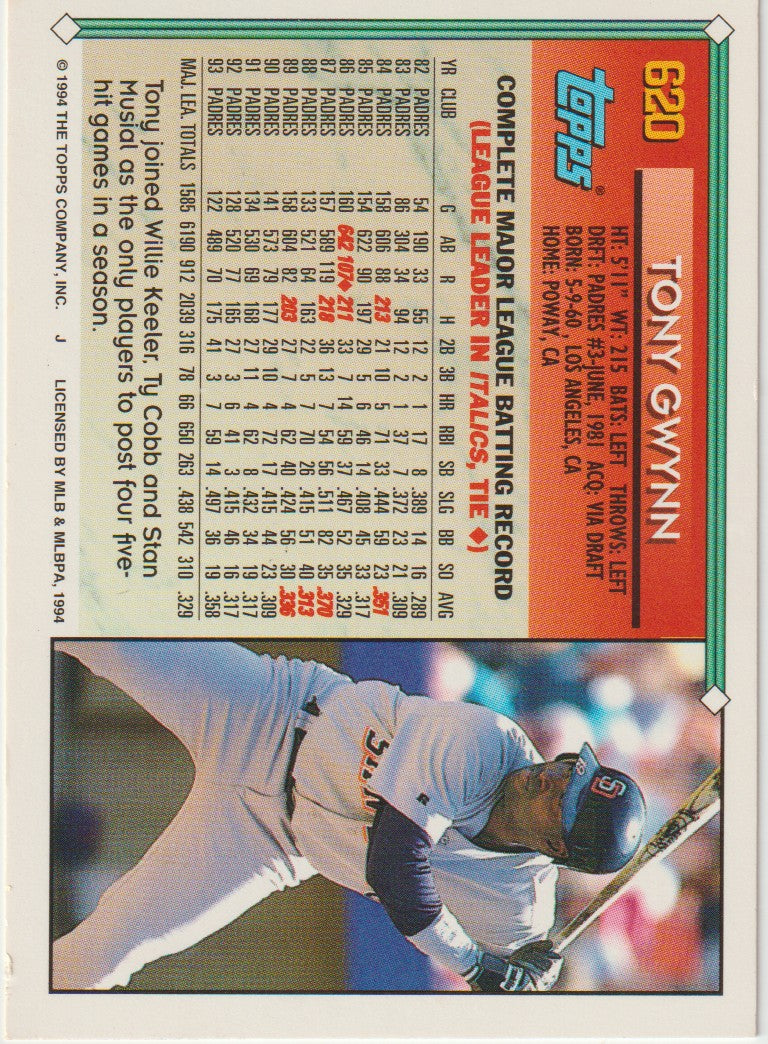 620
TONY GWYNN
TOPPS®
HT: 5'11" WT: 215 BATS: LEFT THROWS: LEFT
DRFT: PADRES #3-JUNE, 1981 ACQ: VIA DRAFT
BORN: 5-9-60, LOS ANGELES, CA
HOME: POWAY, CA
COMPLETE MAJOR LEAGUE BATTING RECORD
(LEAGUE LEADER IN ITALICS, TIE ♦)
YR CLUB G AB R H 2B 3B HR RBI SB SLG BB SO AVG
82 PADRES 54 190 33 55 12 2 1 17 8 .389 14 16 .289
83 PADRES 86 304 34 94 12 2 1 37 7 .372 23 21 .309
84 PADRES 158 606 88 213 21 10 5 71 33 .444 59 23 .351
85 PADRES 154 622 90 197 29 5 6 46 14 .408 45 33 .317
86 PADRES 160 642 107♦ 211 33 7 14 59 37 .467 52 35 .329
87 PADRES 157 589 119 218 36 13 7 54 56 .511 82 35 .370
88 PADRES 133 521 64 163 22 5 7 70 26 .415 51 40 .313
89 PADRES 158 604 82 203 27 7 4 62 40 .424 56 30 .336
90 PADRES 141 573 79 177 29 10 4 72 17 .415 44 23 .309
91 PADRES 134 530 69 168 27 11 4 62 8 .432 34 19 .317
92 PADRES 128 520 77 165 27 3 6 41 3 .415 46 16 .317
93 PADRES 122 489 70 175 41 3 7 59 14 .497 36 19 .358
MAJ. LEA. TOTALS 1585 6190 912 2039 316 78 66 650 263 .438 542 310 .329
Tony joined Willie Keeler, Ty Cobb and Stan
Musial as the only players to post four five-
hit games in a season.
© 1994 THE TOPPS COMPANY, INC. J LICENSED BY MLB & MLBPA, 1994
SD